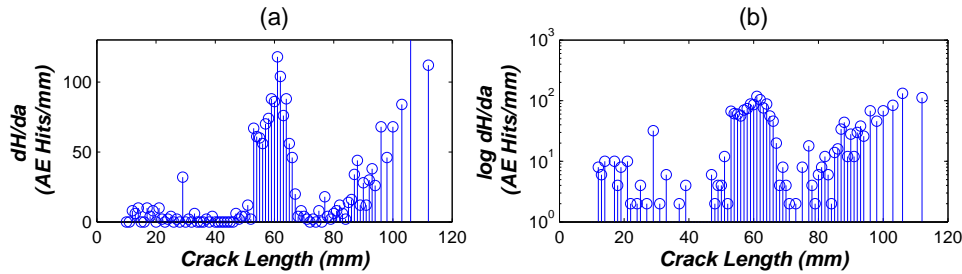 (a)
100
50
0
0 20 40 60 80 100 120
dH/da
(AE Hits/mm)
Crack Length (mm)
(b)
10³
10²
10¹
10⁰
0 20 40 60 80 100 120
log dH/da
(AE Hits/mm)
Crack Length (mm)